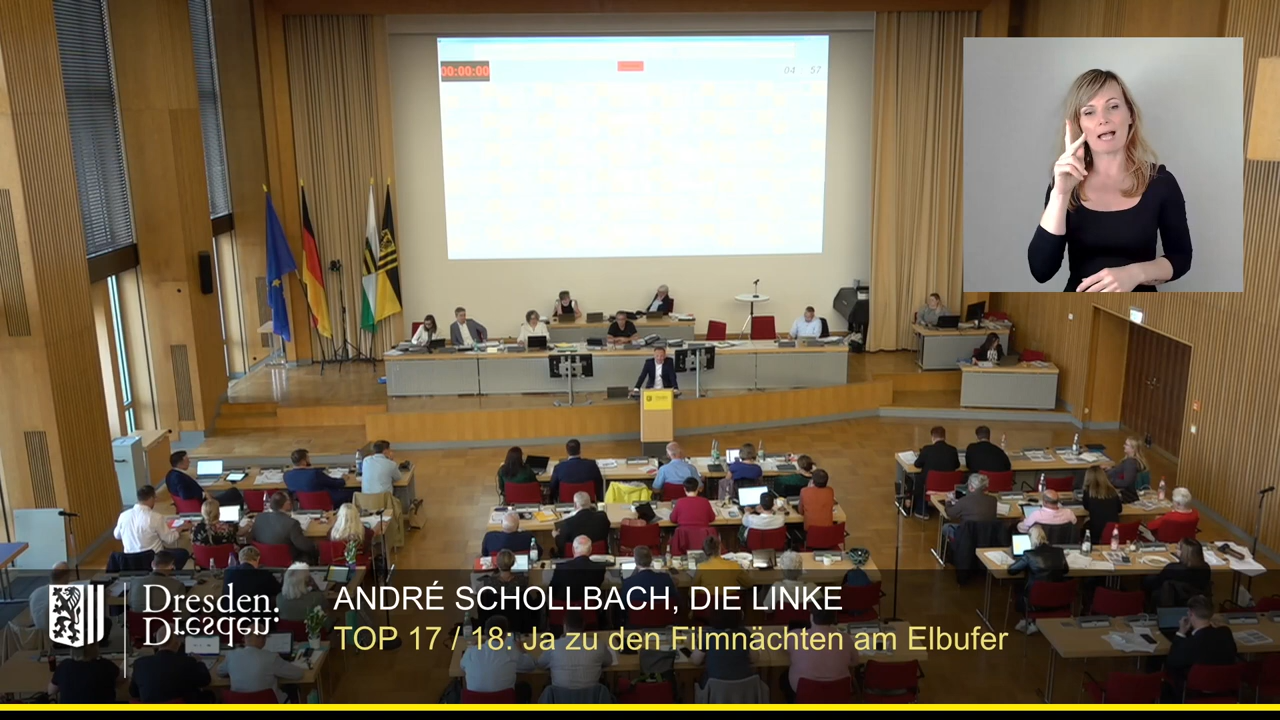 00:00:00
04 57
Dresden.
Dresden.
ANDRÉ SCHOLLBACH, DIE LINKE
TOP 17 / 18: Ja zu den Filmnächten am Elbufer